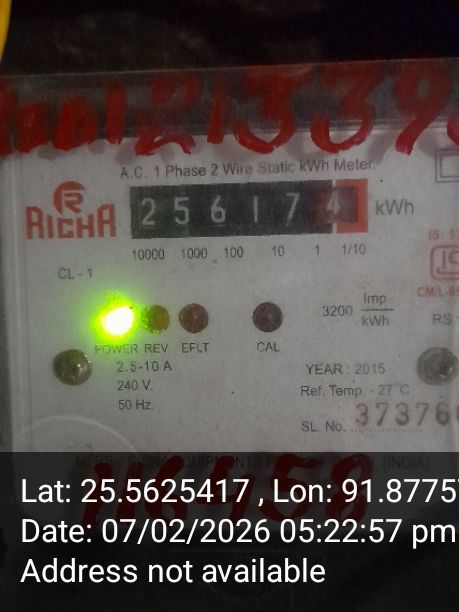 A.C. 1 Phase 2 Wire Static kWh Meter.
RICHA
256174 kWh
10000 1000 100 10 1 1/10
CL - 1
3200 imp/kWh
POWER REV. EFLT CAL
2.5-10 A
240 V.
50 Hz.
YEARS : 2015
Ref. Temp. - 27°C
SL. No.
Lat: 25.5625417 , Lon: 91.8775
Date: 07/02/2026 05:22:57 pm
Address not available